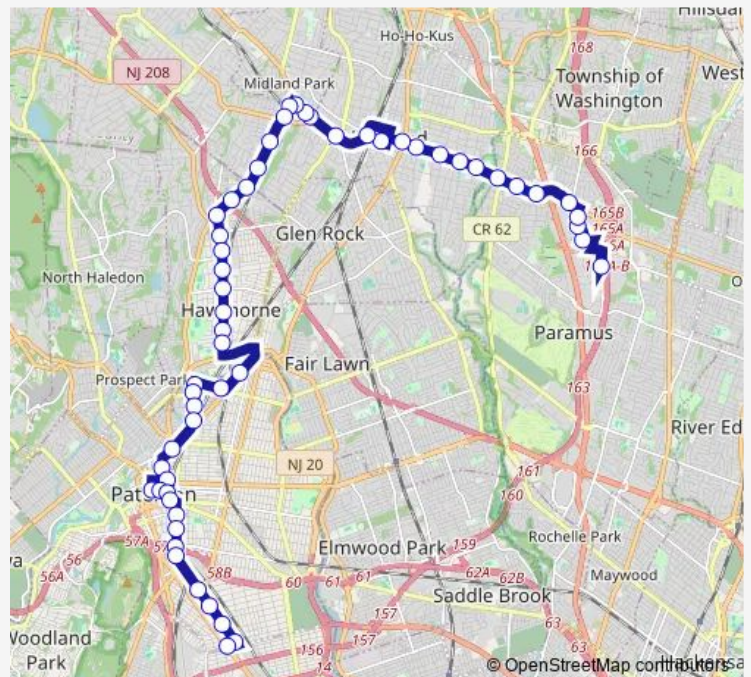 Hillsdal
Ho-Ho-Kus
168
NJ 208
Midland Park
Township of
Washington
West
166
CR 62
165B
165A
Glen Rock
North Haledon
Paramus
Fair Lawn
Prospect Park
163
NJ 20
River Ed
161
160
57A
56
56A
58B
Elmwood Park
159
Rochelle Park
60
61
61
62A
62B
Maywood
Saddle Brook
157
157
63
63
Woodland
Park
156
14
© OpenStreetMap contributors